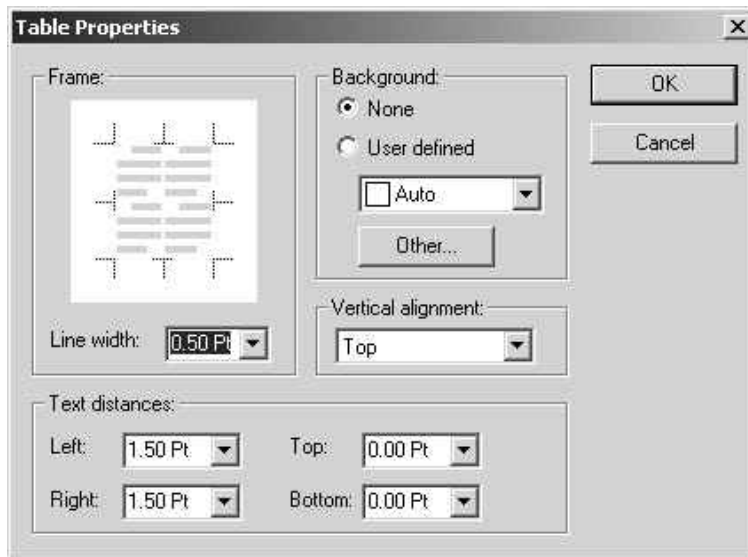 Table Properties
Frame:
Line width: 0.50 Pt
Background:
None
User defined
Auto
Other...
Vertical alignment:
Top
OK
Cancel
Text distances:
Left: 1.50 Pt Top: 0.00 Pt
Right: 1.50 Pt Bottom: 0.00 Pt